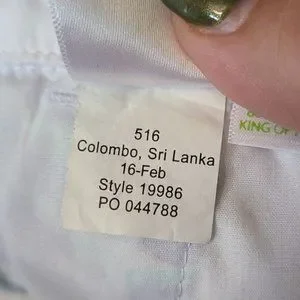 516
Colombo, Sri Lanka
16-Feb
Style 19986
PO 044788
KING OF